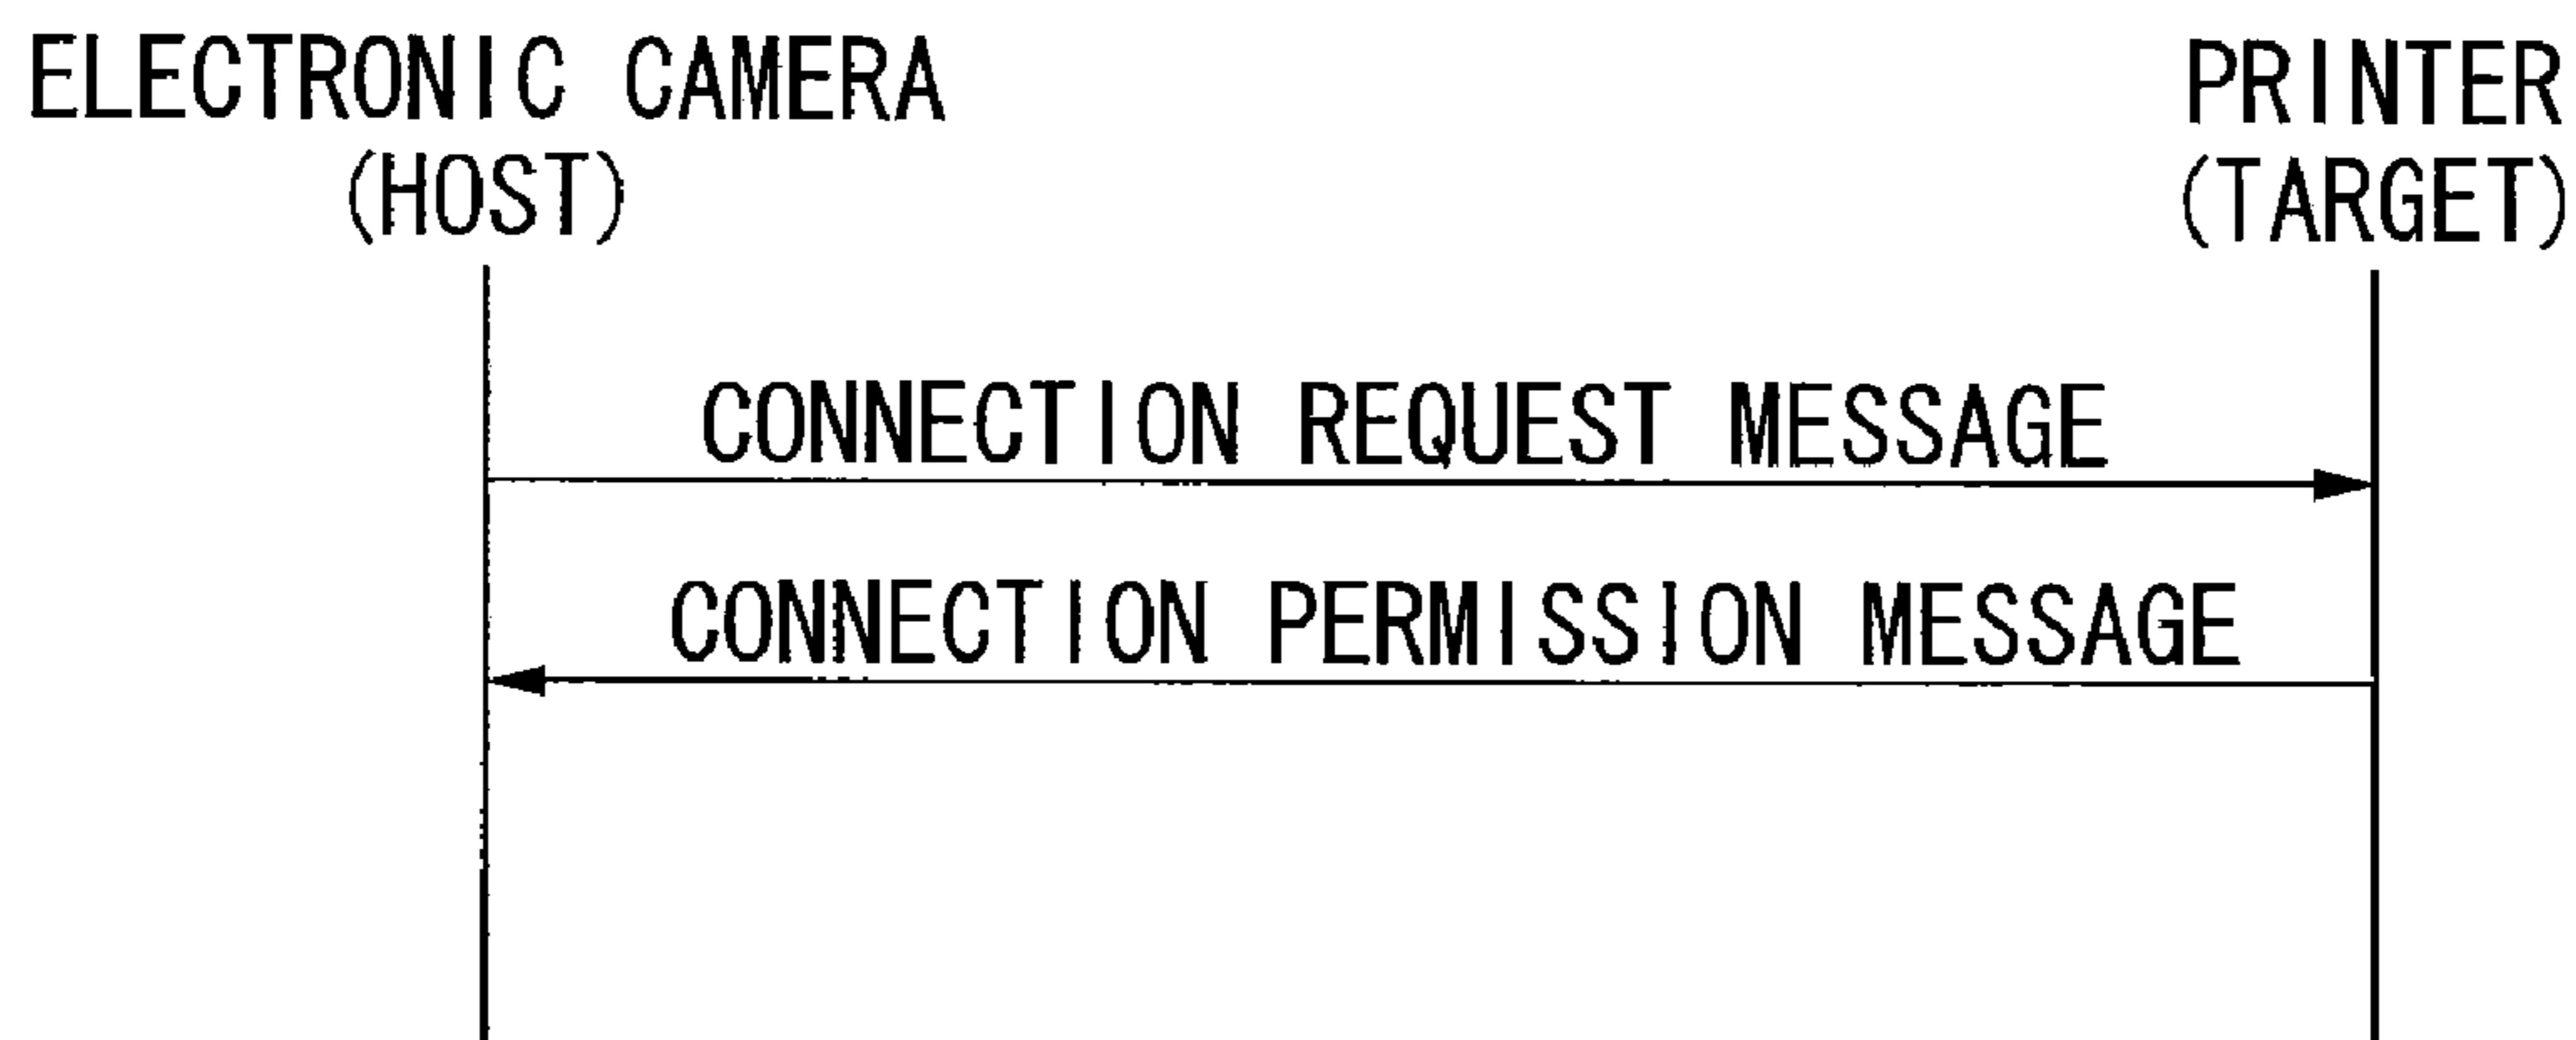 ELECTRONIC CAMERA
(HOST)
PRINTER
(TARGET)
CONNECTION REQUEST MESSAGE
CONNECTION PERMISSION MESSAGE